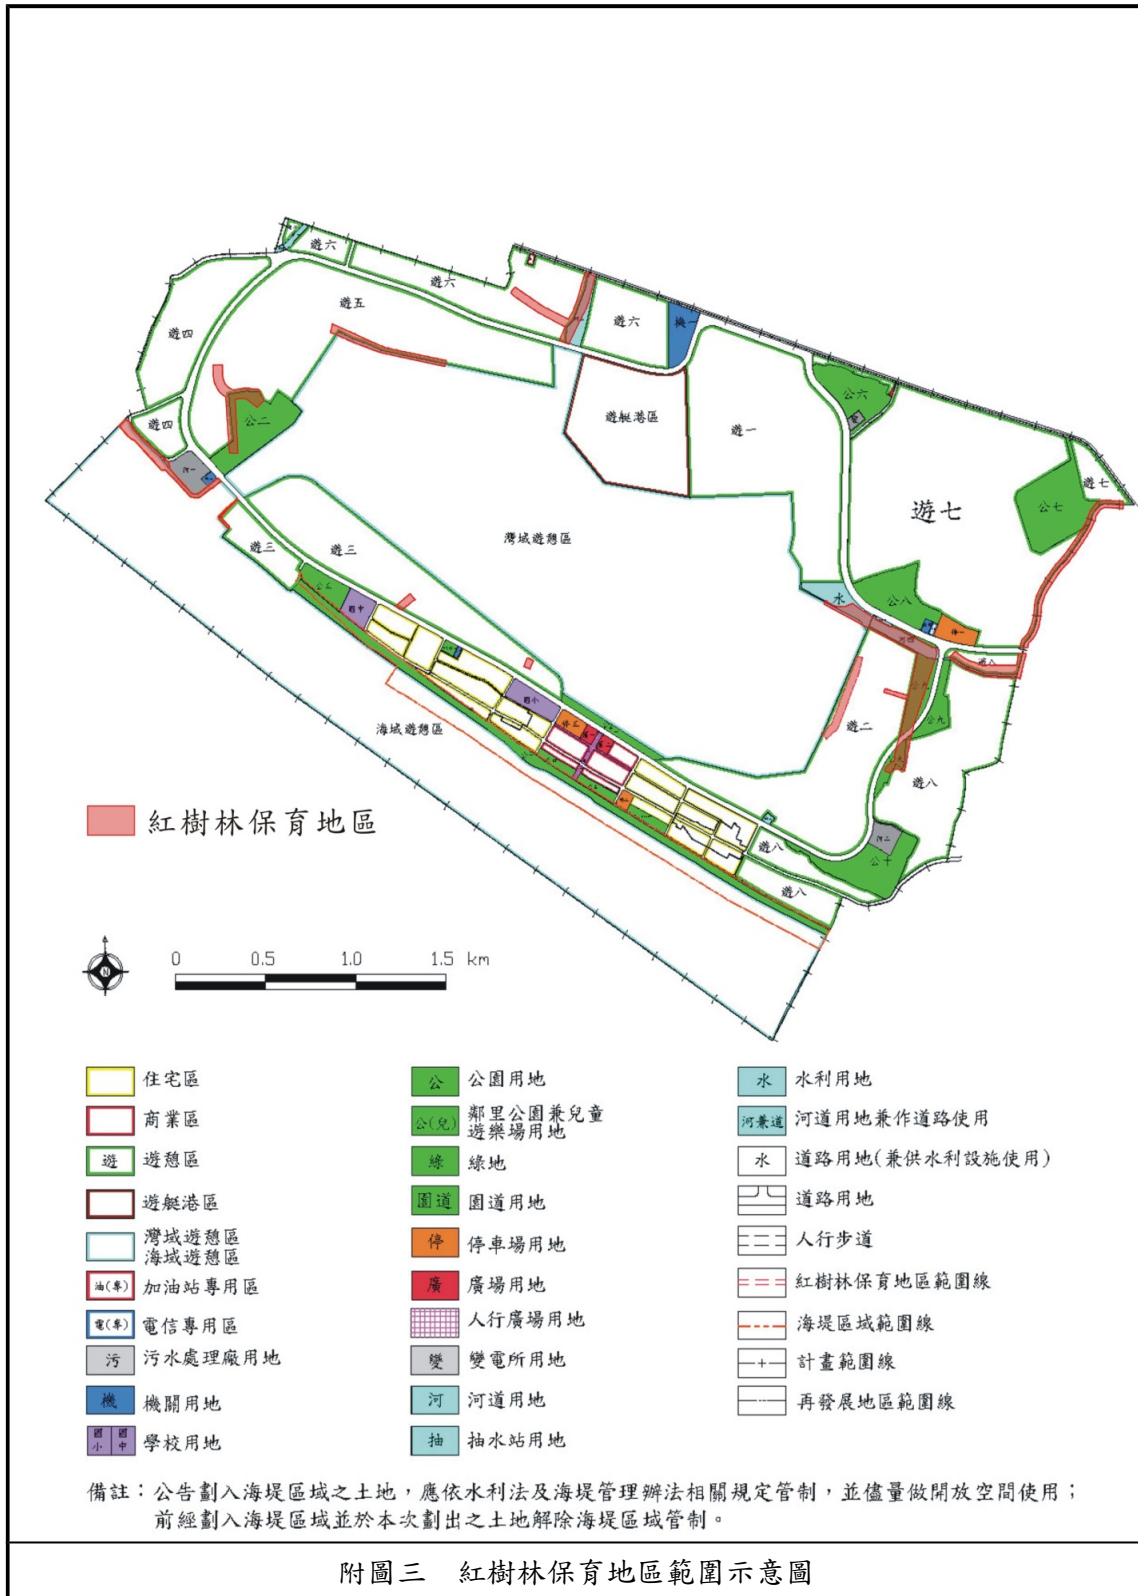 遊六
遊六
遊五
遊六
機一
遊四
公六
遊四
公二
遊艇港區
遊一
遊七
公七
遊七
污一
遊三
遊三
灣域遊憩區
國中
水
公八
停一
河四
遊八
國小
公九
公九
遊二
海域遊憩區
遊八
紅樹林保育地區
污二
遊八
公十
遊八
N
0 0.5 1.0 1.5 km
住宅區
商業區
遊 遊憩區
遊艇港區
灣域遊憩區
海域遊憩區
油(專) 加油站專用區
電(專) 電信專用區
污 污水處理廠用地
機 機關用地
國小 國中 學校用地
公 公園用地
公(兒) 鄰里公園兼兒童
遊樂場用地
綠 綠地
園道 園道用地
停 停車場用地
廣 廣場用地
人行廣場用地
變 變電所用地
河 河道用地
抽 抽水站用地
水 水利用地
河兼道 河道用地兼作道路使用
水 道路用地(兼供水利設施使用)
道路用地
人行步道
紅樹林保育地區範圍線
海堤區域範圍線
計畫範圍線
再發展地區範圍線
備註：公告劃入海堤區域之土地，應依水利法及海堤管理辦法相關規定管制，並儘量做開放空間使用；
前經劃入海堤區域並於本次劃出之土地解除海堤區域管制。
附圖三 紅樹林保育地區範圍示意圖